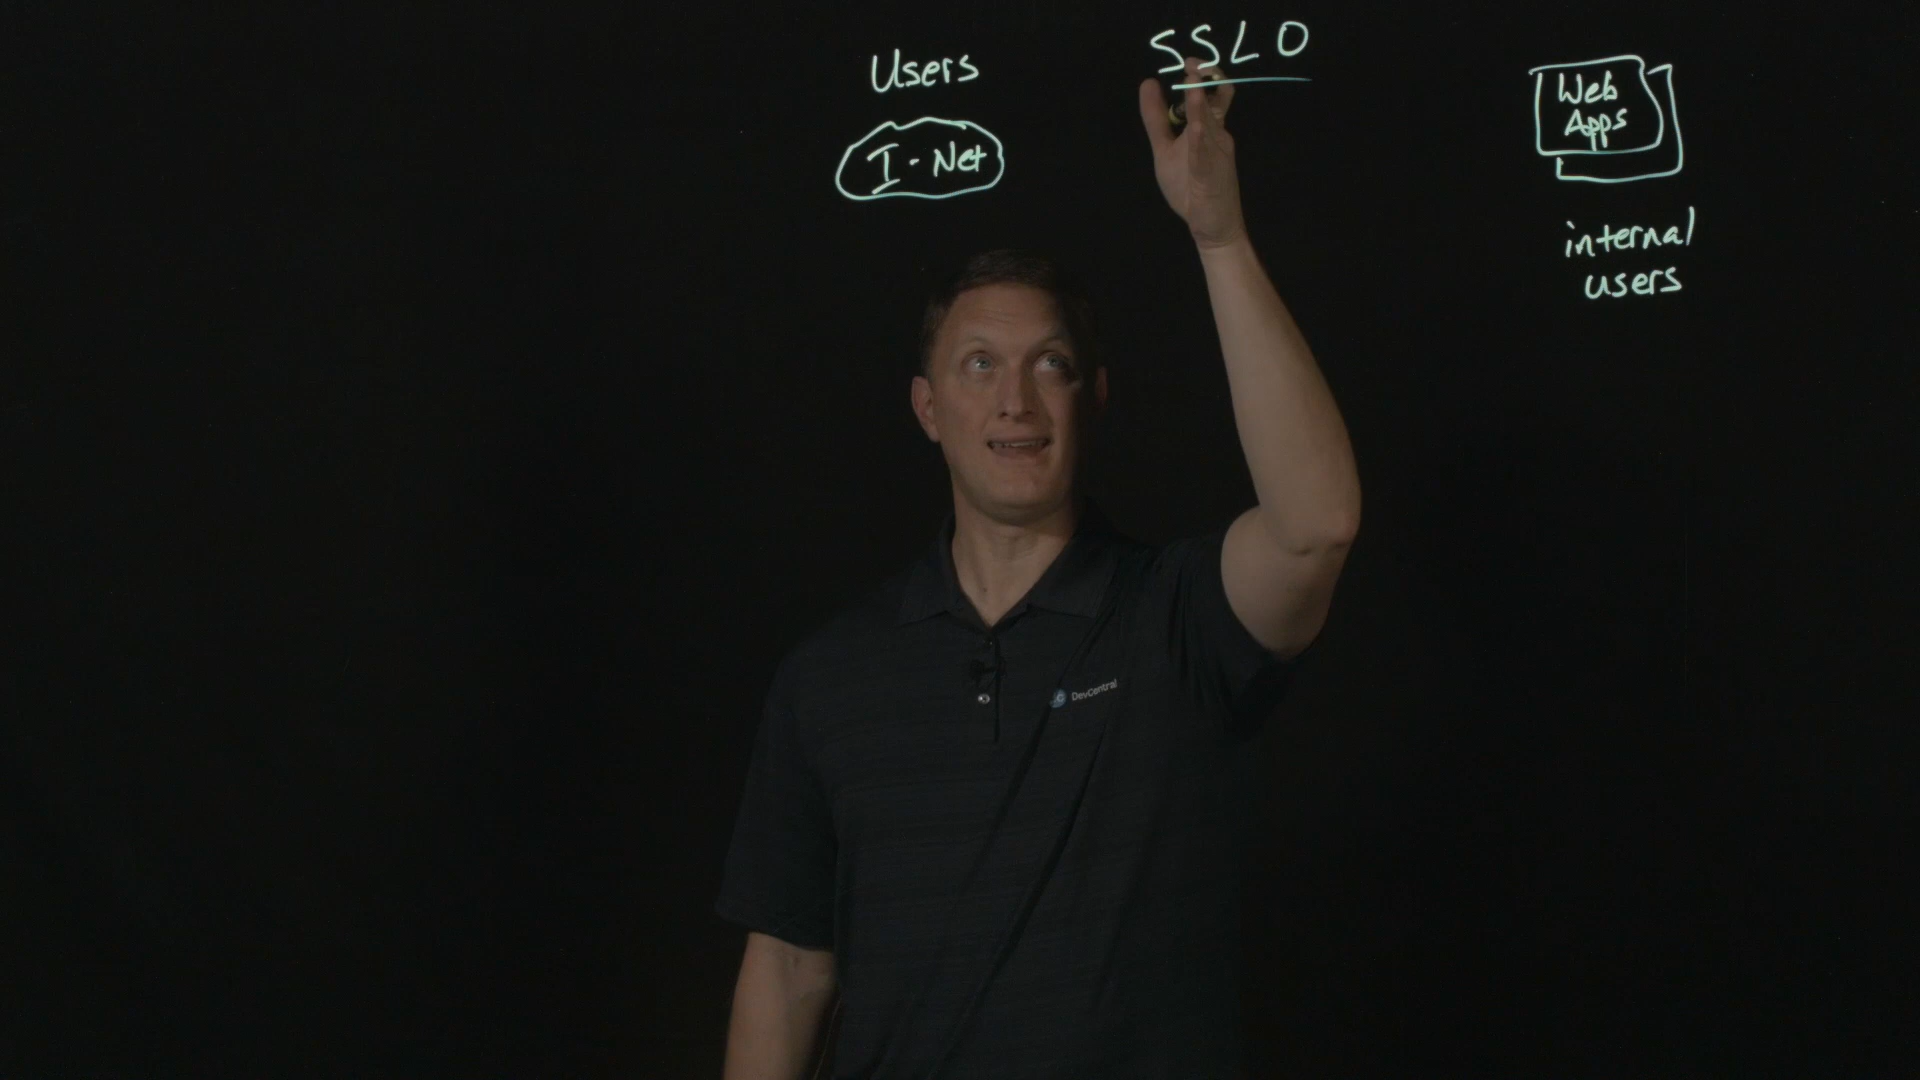 Users
I-Net
SSLO
Web
Apps
internal
users
DevCentral